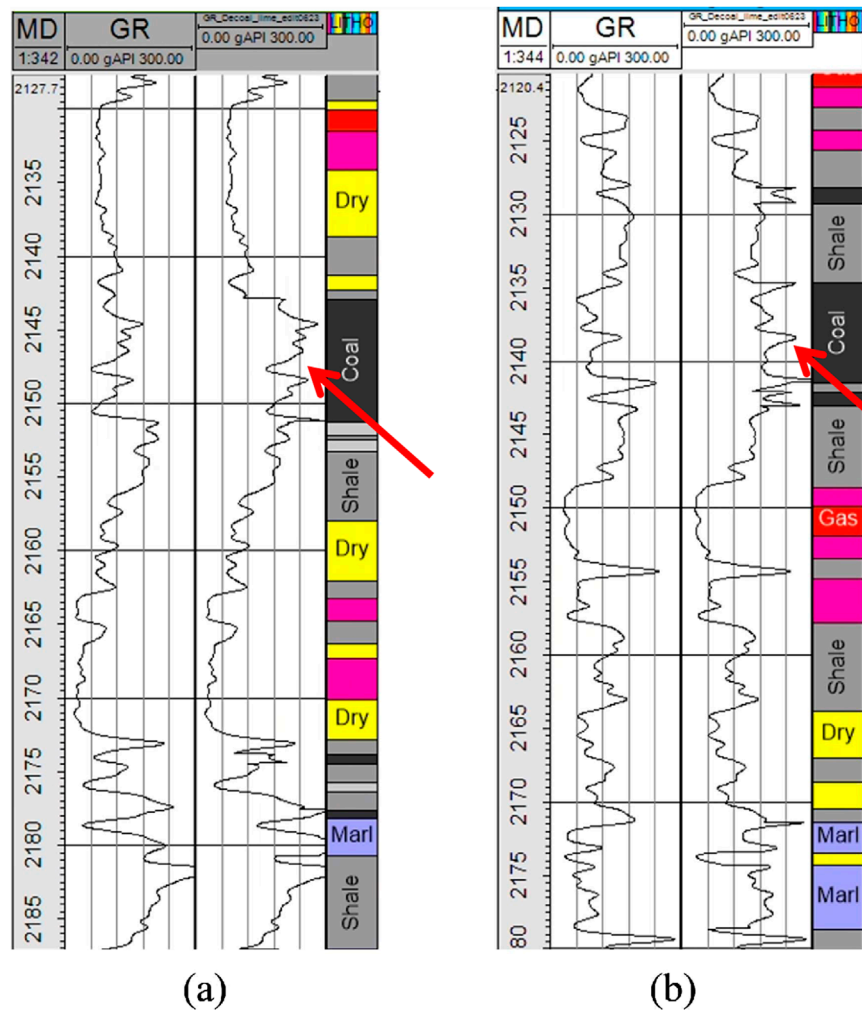 MD GR GR_Decoal_lime_edit0623 LITHO
1:342 0.00 gAPI 300.00 0.00 gAPI 300.00
2127.7
2135
2140
2145
2150
2155
2160
2165
2170
2175
2180
2185
Dry
Coal
Shale
Dry
Dry
Marl
Shale
(a)
MD GR GR_Decoal_lime_edit0623 LITHO
1:344 0.00 gAPI 300.00 0.00 gAPI 300.00
2120.4
2125
2130
2135
2140
2145
2150
2155
2160
2165
2170
2175
80
Shale
Coal
Shale
Gas
Shale
Dry
Marl
Marl
(b)